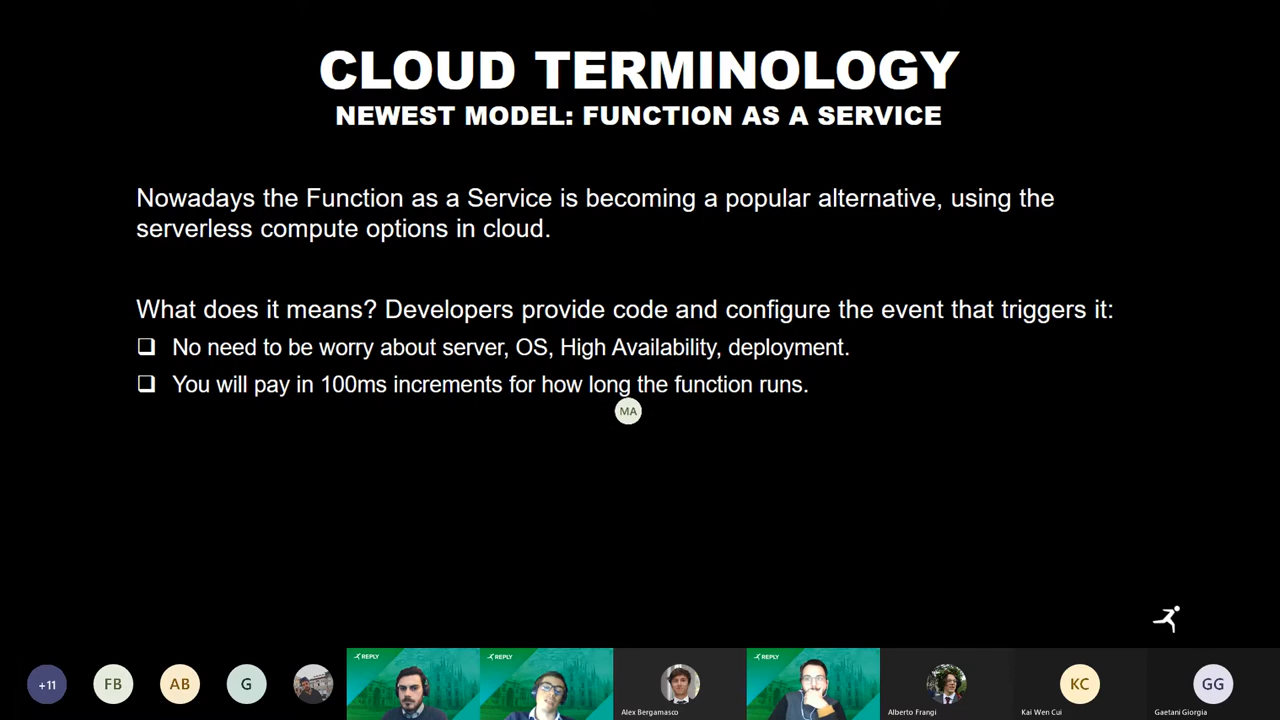 CLOUD TERMINOLOGY
NEWEST MODEL: FUNCTION AS A SERVICE
Nowadays the Function as a Service is becoming a popular alternative, using the
serverless compute options in cloud.
What does it means? Developers provide code and configure the event that triggers it:
No need to be worry about server, OS, High Availability, deployment.
You will pay in 100ms increments for how long the function runs.
MA
+11
FB
AB
G
REPLY
REPLY
Alex Bergamasco
REPLY
Alberto Frangi
KC
Kai Wen Cui
GG
Gaetani Giorgia